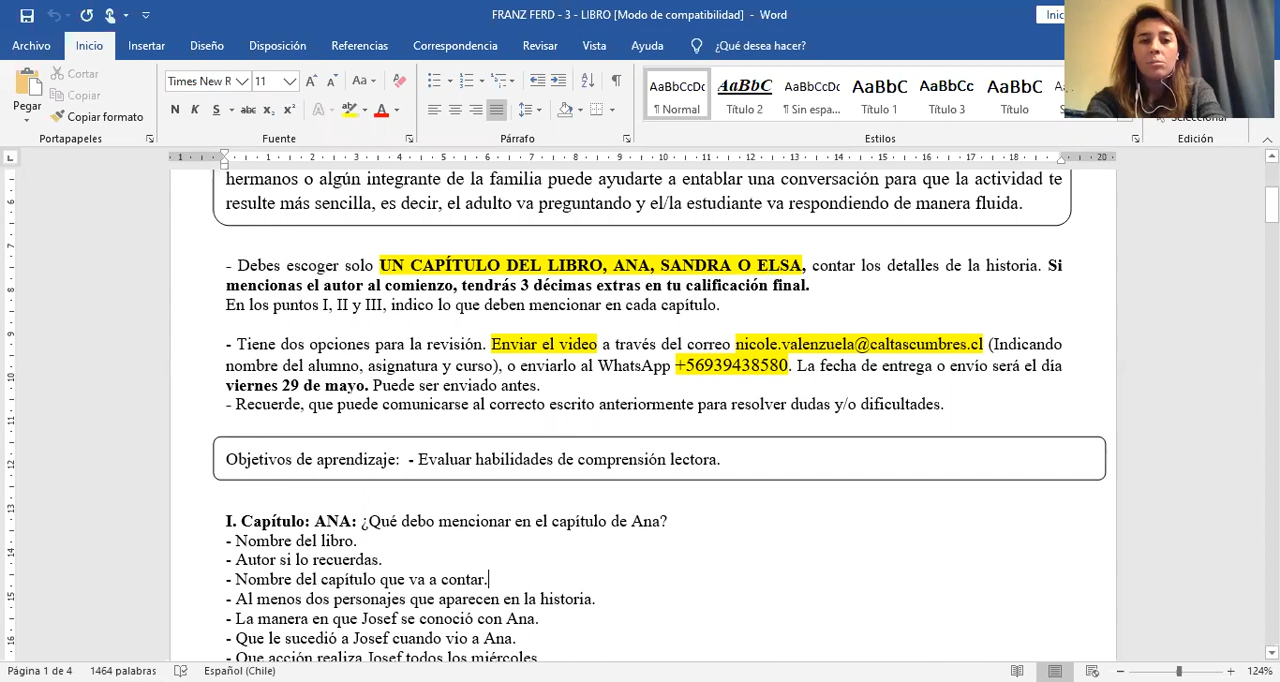 FRANZ FERD - 3 - LIBRO [Modo de compatibilidad] - Word
Inic
Archivo Inicio Insertar Diseño Disposición Referencias Correspondencia Revisar Vista Ayuda ¿Qué desea hacer?
Pegar
Cortar
Copiar
Copiar formato
Portapapeles
Times New R 11
N K S abc x₂ x²
Fuente
Párrafo
AaBbCcDc ¶ Normal
AaBbC Título 2
AaBbCcDc ¶ Sin espa...
AaBbC Título 1
AaBbCc Título 3
AaBbC Título
Estilos
Edición
hermanos o algún integrante de la familia puede ayudarte a entablar una conversación para que la actividad te
resulte más sencilla, es decir, el adulto va preguntando y el/la estudiante va respondiendo de manera fluida.
- Debes escoger solo UN CAPÍTULO DEL LIBRO, ANA, SANDRA O ELSA, contar los detalles de la historia. Si
mencionas el autor al comienzo, tendrás 3 décimas extras en tu calificación final.
En los puntos I, II y III, indico lo que deben mencionar en cada capítulo.
- Tiene dos opciones para la revisión. Enviar el video a través del correo nicole.valenzuela@caltascumbres.cl (Indicando
nombre del alumno, asignatura y curso), o enviarlo al WhatsApp +56939438580. La fecha de entrega o envío será el día
viernes 29 de mayo. Puede ser enviado antes.
- Recuerde, que puede comunicarse al correcto escrito anteriormente para resolver dudas y/o dificultades.
Objetivos de aprendizaje: - Evaluar habilidades de comprensión lectora.
I. Capítulo: ANA: ¿Qué debo mencionar en el capítulo de Ana?
- Nombre del libro.
- Autor si lo recuerdas.
- Nombre del capítulo que va a contar.
- Al menos dos personajes que aparecen en la historia.
- La manera en que Josef se conoció con Ana.
- Que le sucedió a Josef cuando vio a Ana.
- Que acción realiza Josef todos los miércoles
Página 1 de 4 1464 palabras Español (Chile) 124%